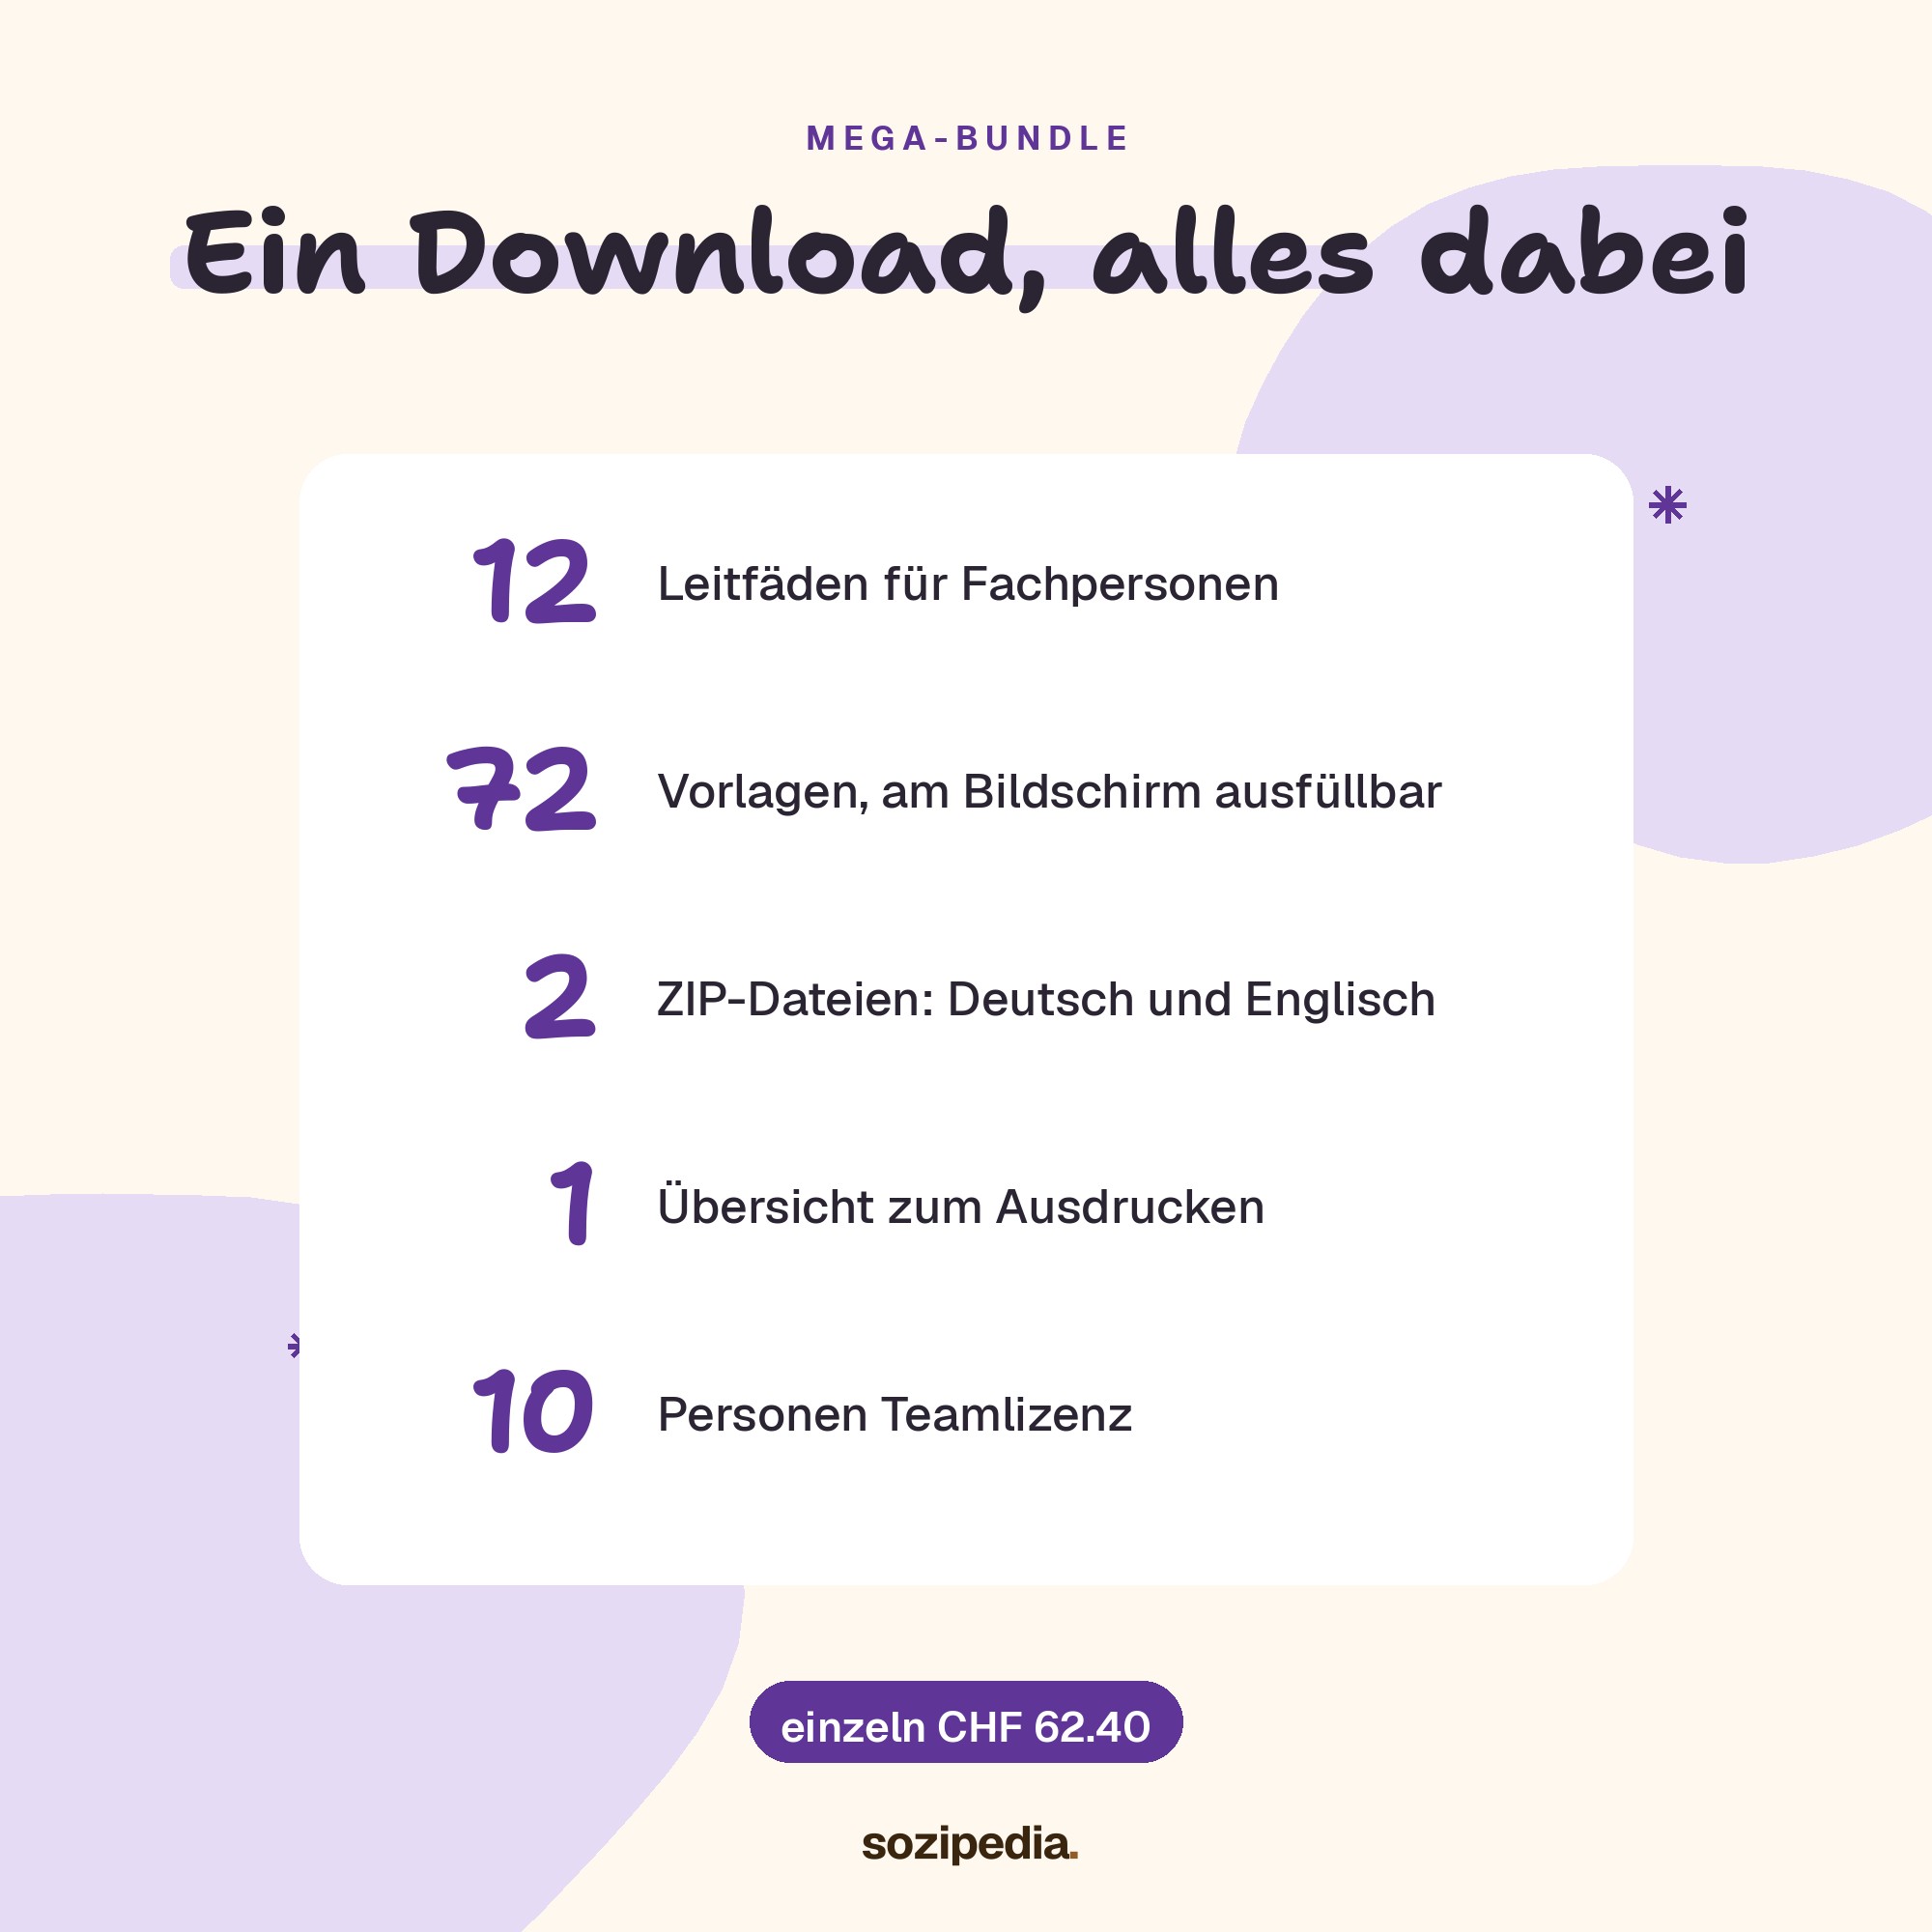 MEGA-BUNDLE
Ein Download, alles dabei
12 Leitfäden für Fachpersonen
72 Vorlagen, am Bildschirm ausfüllbar
2 ZIP-Dateien: Deutsch und Englisch
1 Übersicht zum Ausdrucken
10 Personen Teamlizenz
einzeln CHF 62.40
sozipedia.